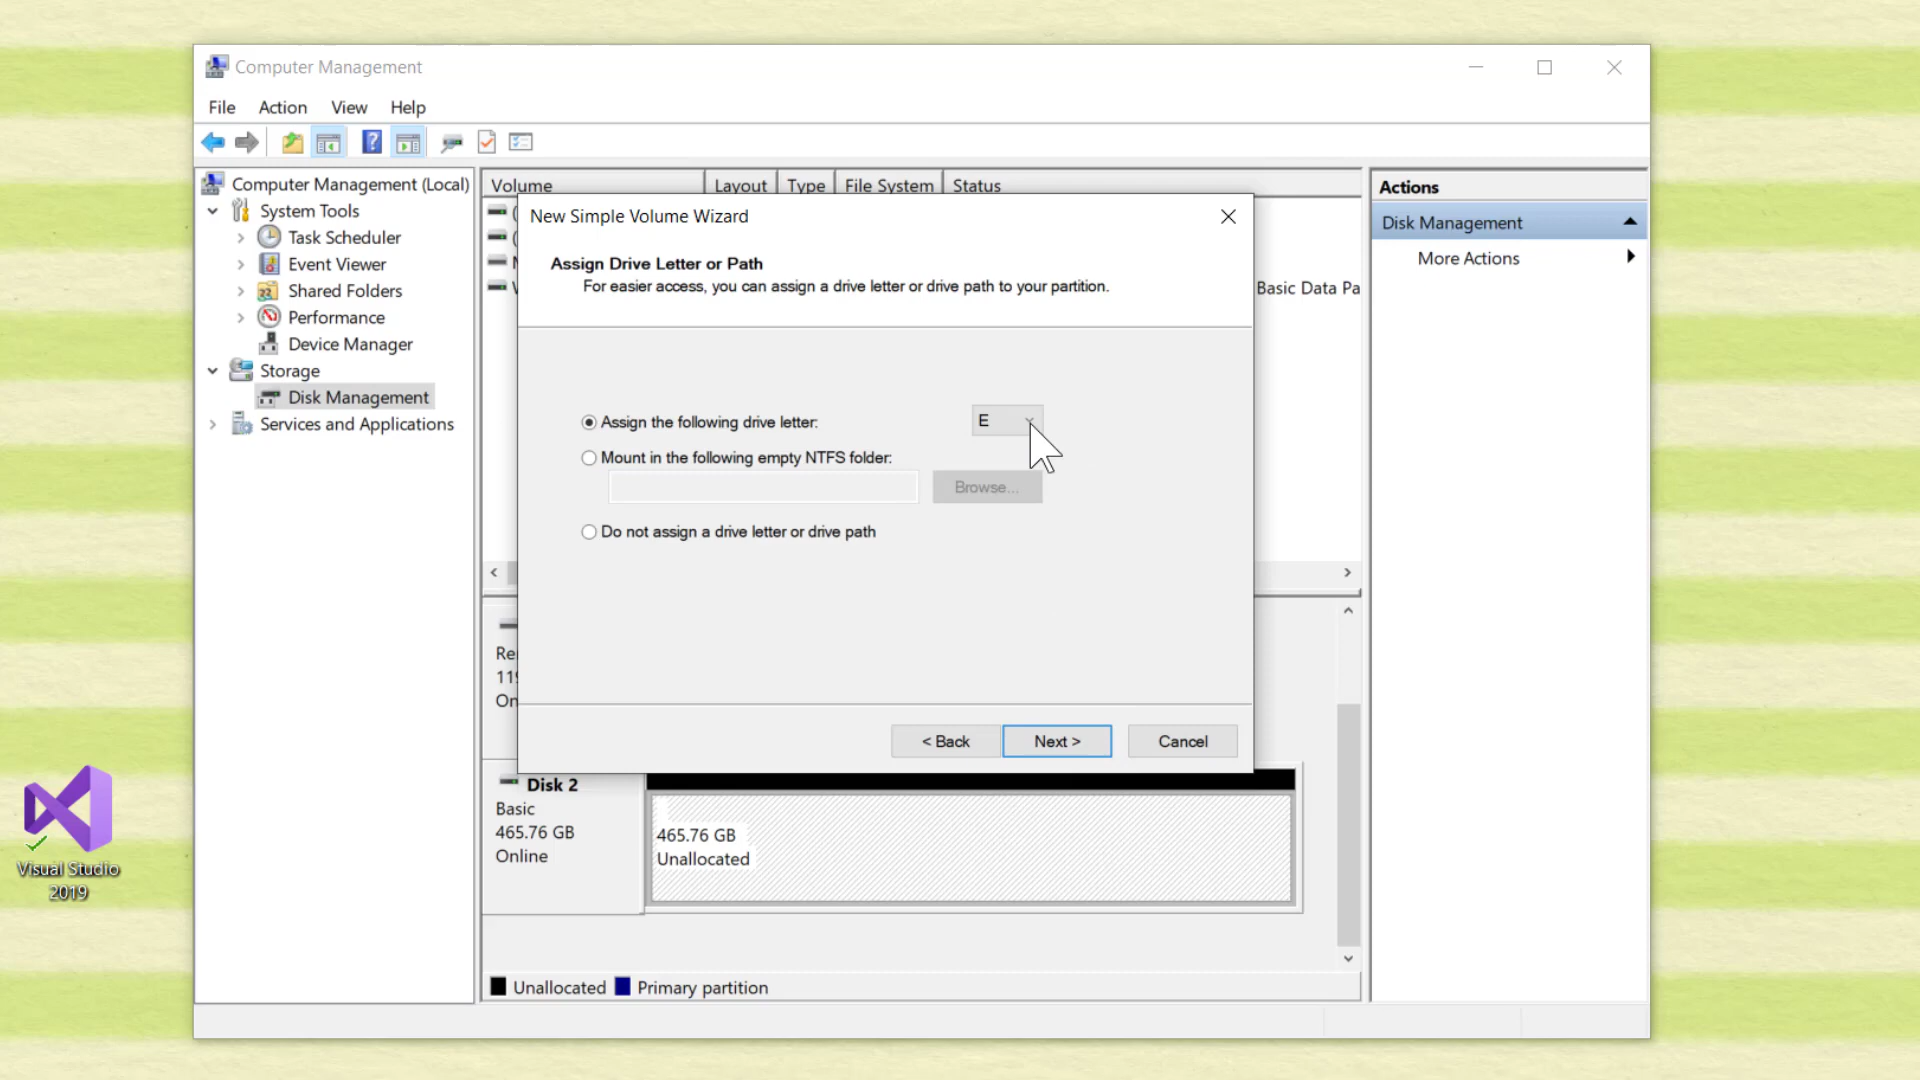 Computer Management
File Action View Help
Computer Management (Local)
System Tools
Task Scheduler
Event Viewer
Shared Folders
Performance
Device Manager
Storage
Disk Management
Services and Applications
Volume Layout Type File System Status
Basic Data Pa
New Simple Volume Wizard
Assign Drive Letter or Path
For easier access, you can assign a drive letter or drive path to your partition.
Assign the following drive letter: E
Mount in the following empty NTFS folder:
Browse...
Do not assign a drive letter or drive path
< Back Next > Cancel
Re
119
On
Disk 2
Basic
465.76 GB
Online
465.76 GB
Unallocated
Unallocated Primary partition
Actions
Disk Management
More Actions
Visual Studio
2019